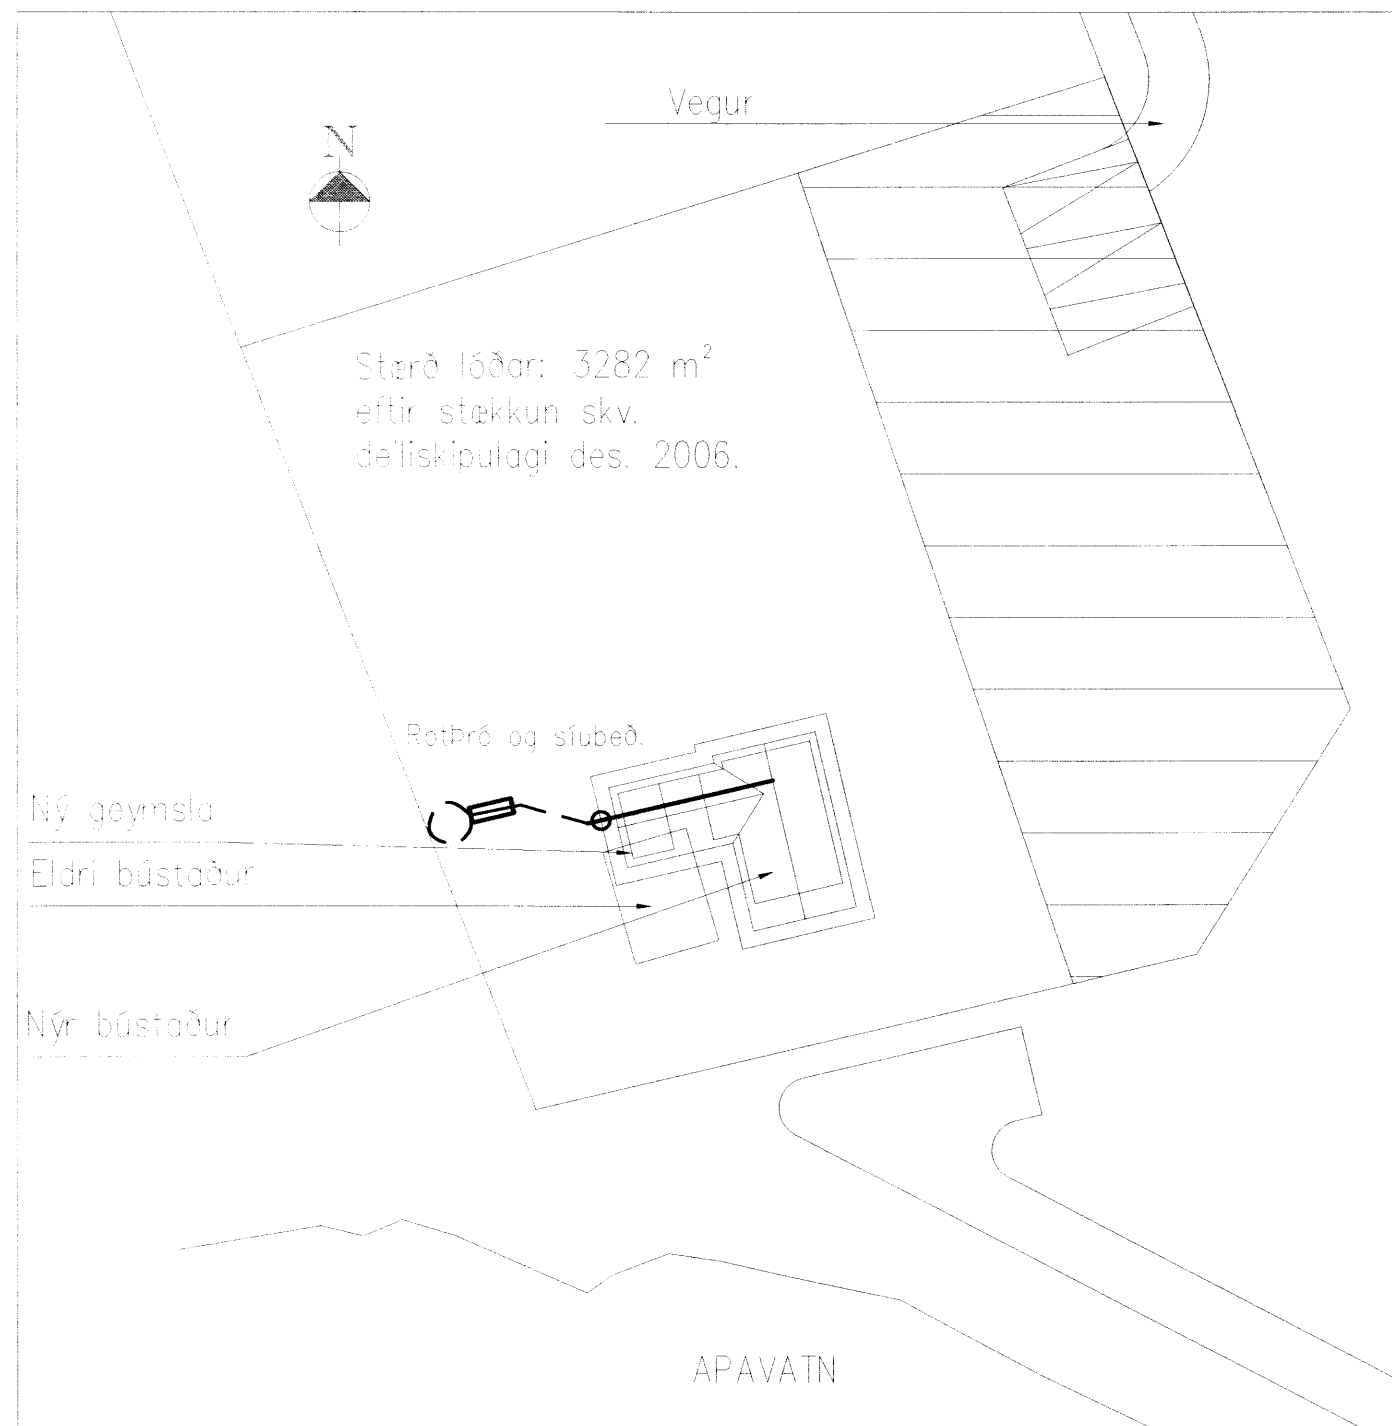 Vegur
N
Stærð lóðar: 3282 m²
eftir stækkun skv.
deiliskipulagi des. 2006.
Rotþró og síubeð.
Ný geymsla
Eldri bústaður
Nýr bústaður
APAVATN